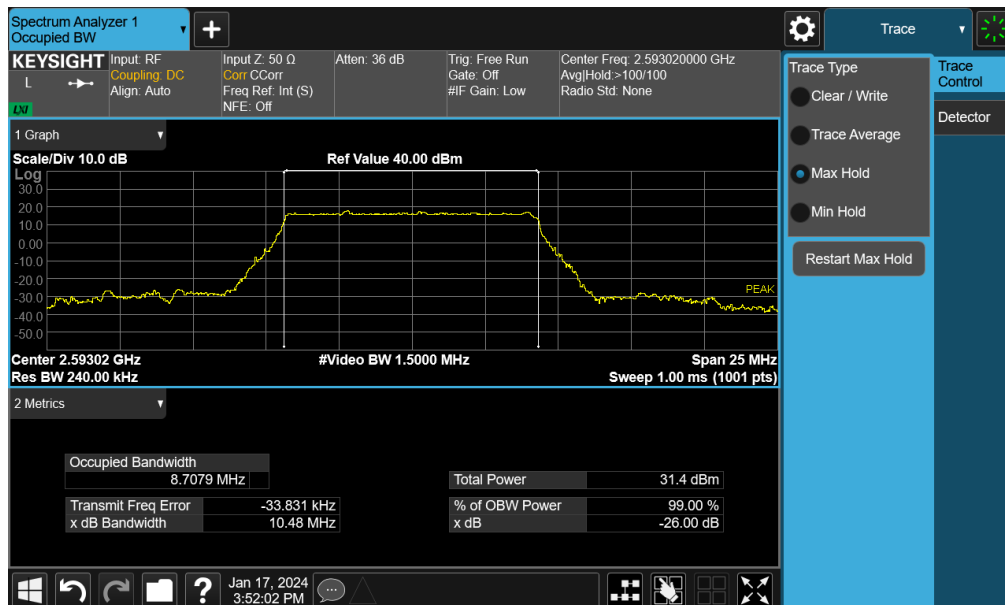 Spectrum Analyzer 1
Occupied BW
+
Trace
KEYSIGHT
L
LXI
Input: RF
Coupling: DC
Align: Auto
Input Z: 50 Ω
Corr CCorr
Freq Ref: Int (S)
NFE: Off
Atten: 36 dB
Trig: Free Run
Gate: Off
#IF Gain: Low
Center Freq: 2.593020000 GHz
Avg|Hold:>100/100
Radio Std: None
Trace Type
Clear / Write
Trace Average
Max Hold
Min Hold
Restart Max Hold
Trace
Control
Detector
1 Graph
Scale/Div 10.0 dB
Ref Value 40.00 dBm
Log
30.0
20.0
10.0
0.00
-10.0
-20.0
-30.0
-40.0
-50.0
PEAK
Center 2.59302 GHz
#Video BW 1.5000 MHz
Span 25 MHz
Res BW 240.00 kHz
Sweep 1.00 ms (1001 pts)
2 Metrics
Occupied Bandwidth
8.7079 MHz
Total Power 31.4 dBm
Transmit Freq Error -33.831 kHz
% of OBW Power 99.00 %
x dB Bandwidth 10.48 MHz
x dB -26.00 dB
?
Jan 17, 2024
3:52:02 PM